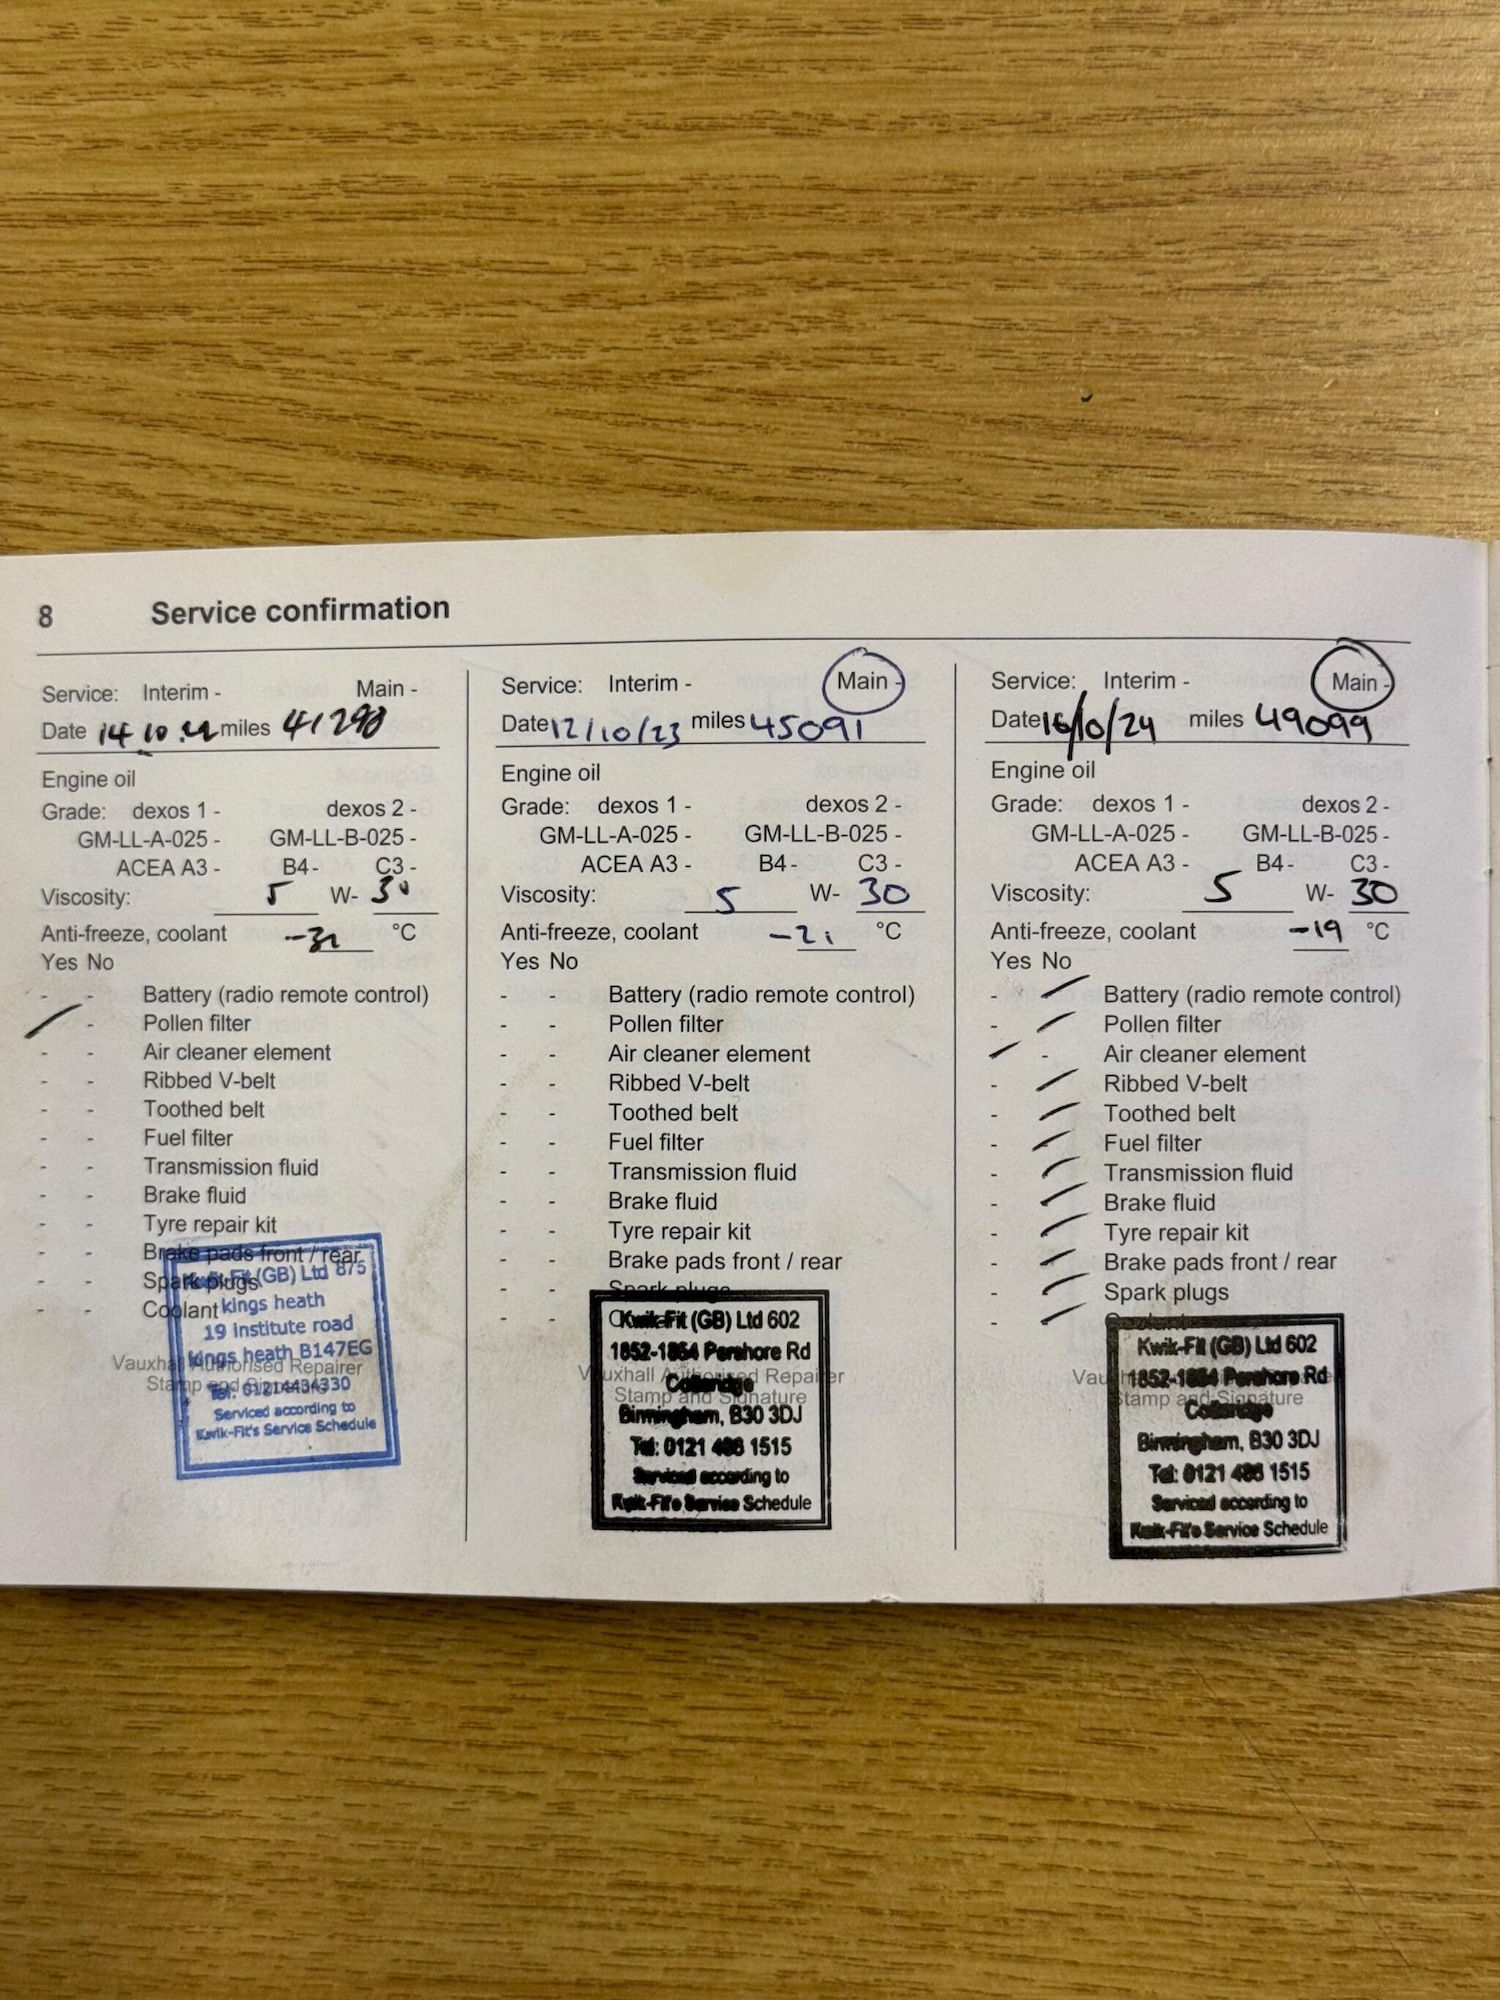 8 Service confirmation
Service: Interim - Main -
Date 14.10.22 miles 41290
Engine oil
Grade: dexos 1 - dexos 2 -
GM-LL-A-025 - GM-LL-B-025 -
ACEA A3 - B4 - C3 -
Viscosity: 5 W- 30
Anti-freeze, coolant °C
Yes No
- - Battery (radio remote control)
/ - Pollen filter
- - Air cleaner element
- - Ribbed V-belt
- - Toothed belt
- - Fuel filter
- - Transmission fluid
- - Brake fluid
- - Tyre repair kit
- - Brake pads front / rear
- - Spark plugs
- - Coolant
Vauxhall Authorised Repairer
Stamp and Signature
Kwik-Fit (GB) Ltd 875
kings heath
19 institute road
kings heath B147EG
Tel: 01214434330
Serviced according to
Kwik-Fit's Service Schedule
Service: Interim - Main -
Date 12/10/23 miles 45091
Engine oil
Grade: dexos 1 - dexos 2 -
GM-LL-A-025 - GM-LL-B-025 -
ACEA A3 - B4 - C3 -
Viscosity: 5 W- 30
Anti-freeze, coolant -21 °C
Yes No
- - Battery (radio remote control)
- - Pollen filter
- - Air cleaner element
- - Ribbed V-belt
- - Toothed belt
- - Fuel filter
- - Transmission fluid
- - Brake fluid
- - Tyre repair kit
- - Brake pads front / rear
- - Spark plugs
- -
Vauxhall Authorised Repairer
Stamp and Signature
Kwik-Fit (GB) Ltd 602
1852-1854 Pershore Rd
Cotteridge
Birmingham, B30 3DJ
Tel: 0121 486 1515
Serviced according to
Kwik-Fit's Service Schedule
Service: Interim - Main -
Date 16/10/24 miles 49099
Engine oil
Grade: dexos 1 - dexos 2 -
GM-LL-A-025 - GM-LL-B-025 -
ACEA A3 - B4 - C3 -
Viscosity: 5 W- 30
Anti-freeze, coolant -19 °C
Yes No
- / Battery (radio remote control)
- / Pollen filter
/ - Air cleaner element
- / Ribbed V-belt
- / Toothed belt
- / Fuel filter
- / Transmission fluid
- / Brake fluid
- / Tyre repair kit
- / Brake pads front / rear
- / Spark plugs
- / Coolant
Stamp and Signature
Kwik-Fit (GB) Ltd 602
1852-1854 Pershore Rd
Cotteridge
Birmingham, B30 3DJ
Tel: 0121 486 1515
Serviced according to
Kwik-Fit's Service Schedule